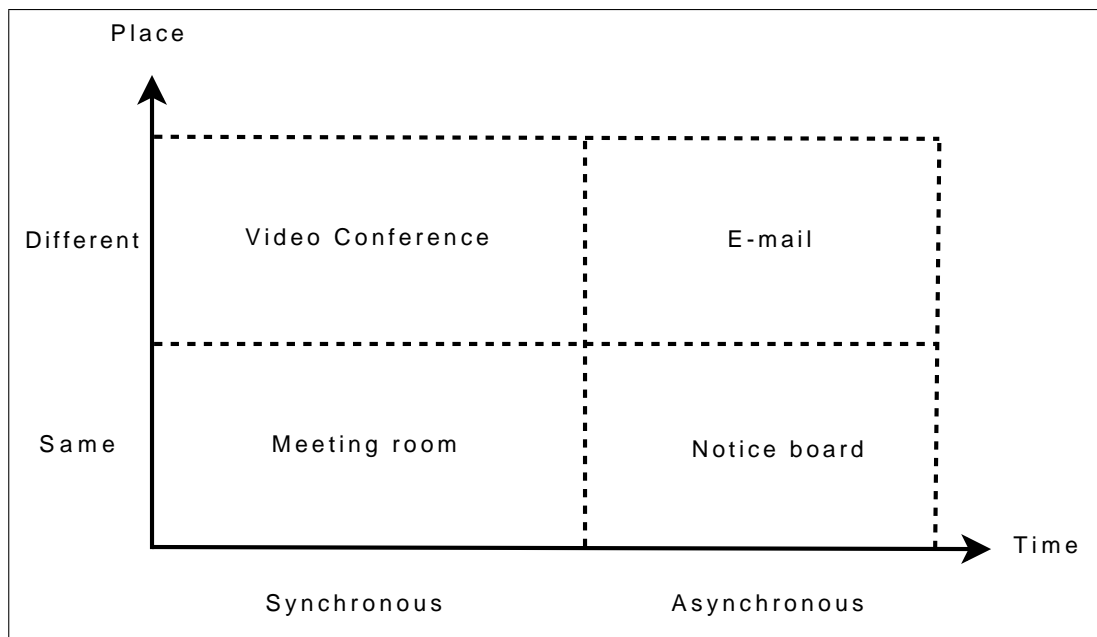 Place
Different
Video Conference
E-mail
Same
Meeting room
Notice board
Time
Synchronous
Asynchronous